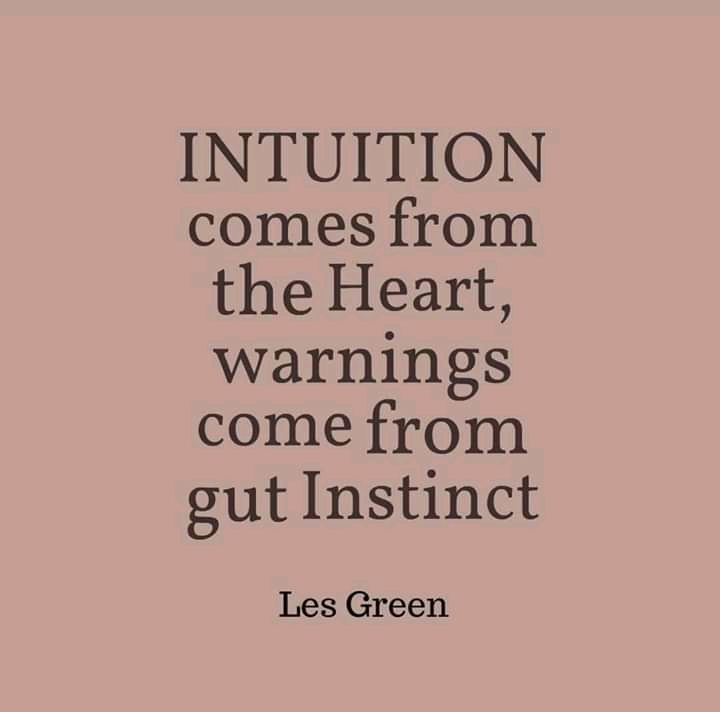 INTUITION
comes from
the Heart,
warnings
come from
gut Instinct
Les Green